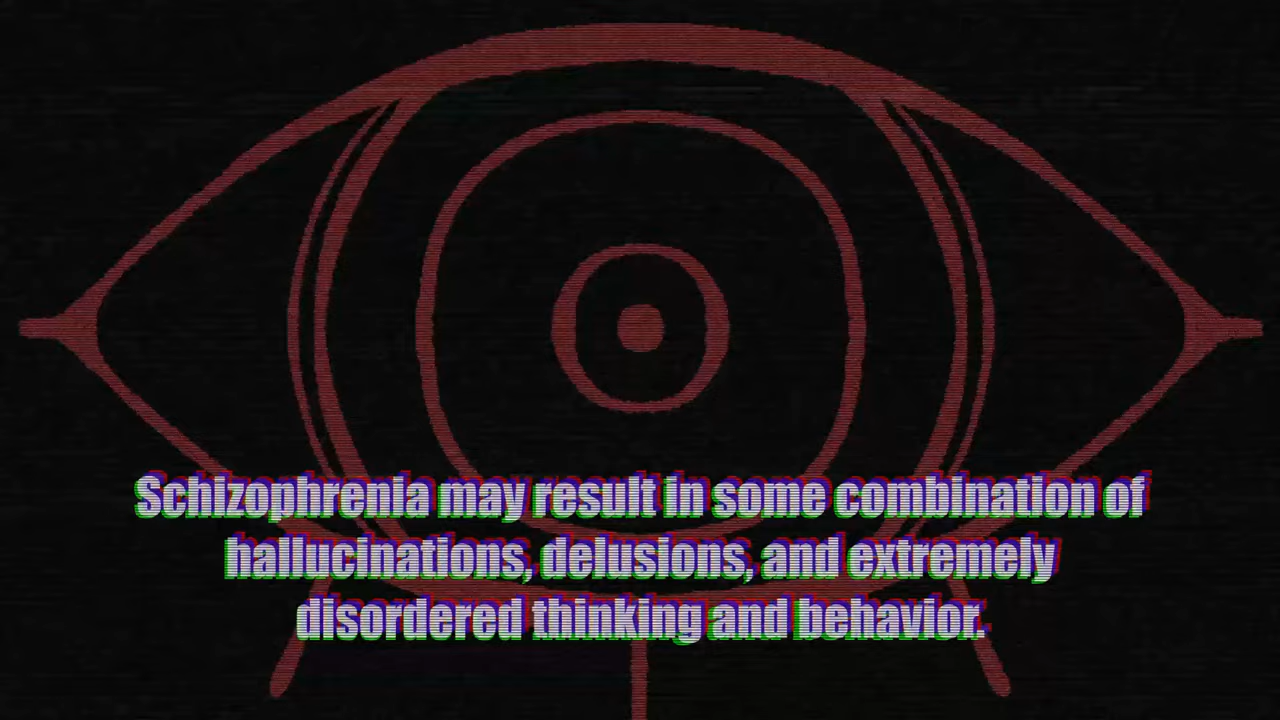 Schizophrenia may result in some combination of
hallucinations, delusions, and extremely
disordered thinking and behavior.